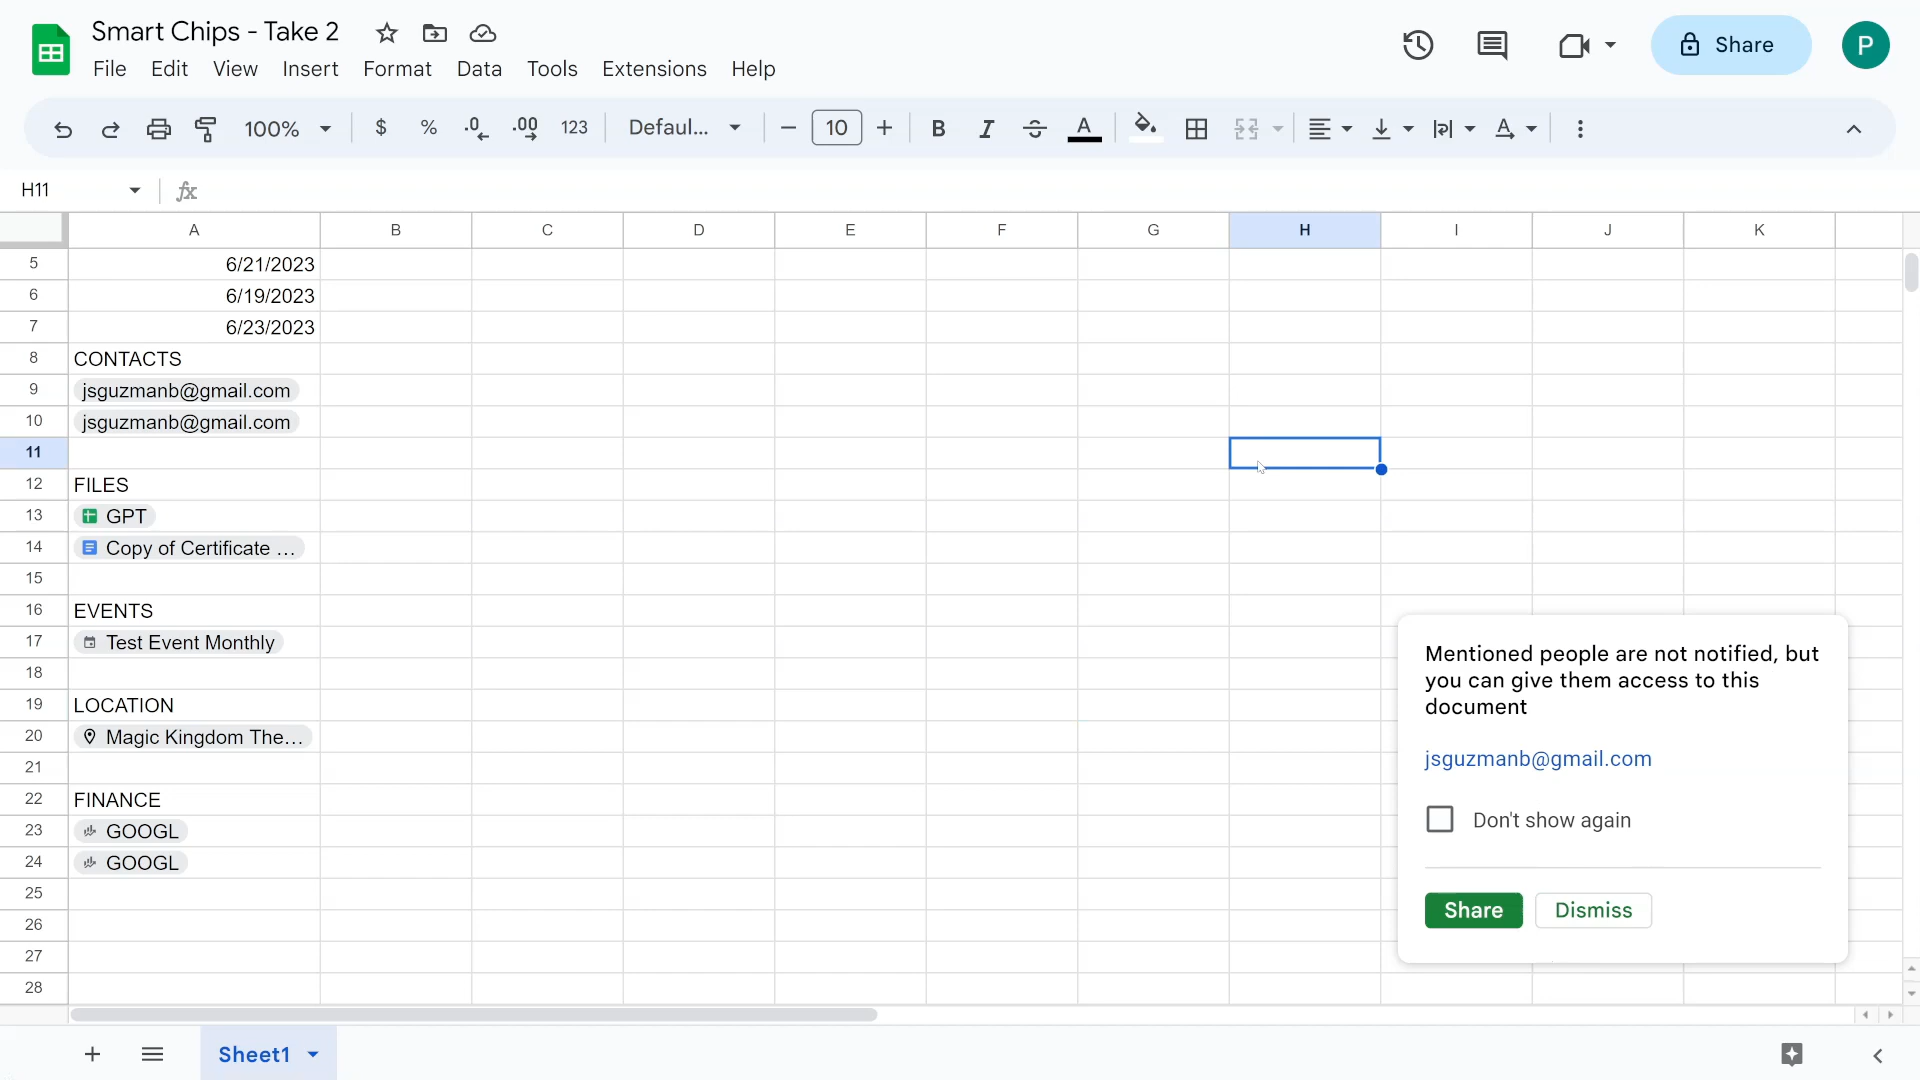 Smart Chips - Take 2
File Edit View Insert Format Data Tools Extensions Help
Share
P
100% $ % .0 .00 123 Defaul... 10 B I S A A
H11 fx
A B C D E F G H I J K
5 6/21/2023
6 6/19/2023
7 6/23/2023
8 CONTACTS
9 jsguzmanb@gmail.com
10 jsguzmanb@gmail.com
11
12 FILES
13 GPT
14 Copy of Certificate ...
15
16 EVENTS
17 Test Event Monthly
18
19 LOCATION
20 Magic Kingdom The...
21
22 FINANCE
23 GOOGL
24 GOOGL
25
26
27
28
Mentioned people are not notified, but
you can give them access to this
document
jsguzmanb@gmail.com
Don't show again
Share Dismiss
Sheet1